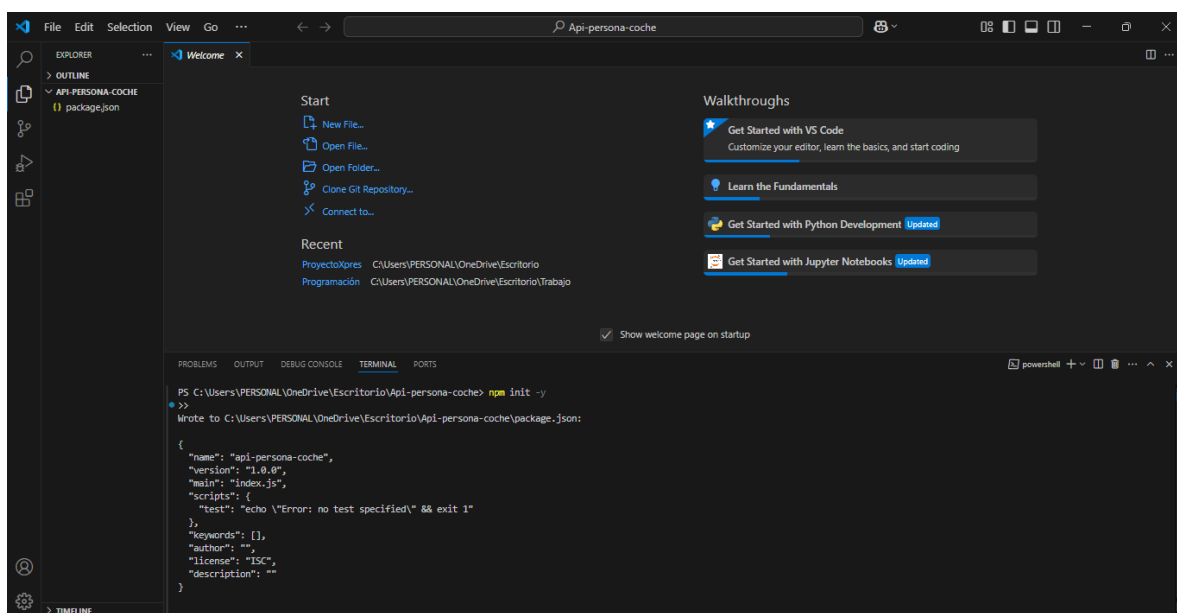 File Edit Selection View Go ···
Api-persona-coche
EXPLORER ···
OUTLINE
API-PERSONA-COCHE
{} package.json
Welcome
Start
New File...
Open File...
Open Folder...
Clone Git Repository...
Connect to...
Recent
ProyectoXpres C:\Users\PERSONAL\OneDrive\Escritorio
Programación C:\Users\PERSONAL\OneDrive\Escritorio\Trabajo
Walkthroughs
Get Started with VS Code
Customize your editor, learn the basics, and start coding
Learn the Fundamentals
Get Started with Python Development Updated
Get Started with Jupyter Notebooks Updated
Show welcome page on startup
PROBLEMS OUTPUT DEBUG CONSOLE TERMINAL PORTS
powershell
PS C:\Users\PERSONAL\OneDrive\Escritorio\Api-persona-coche> npm init -y
>>
Wrote to C:\Users\PERSONAL\OneDrive\Escritorio\Api-persona-coche\package.json:
{
"name": "api-persona-coche",
"version": "1.0.0",
"main": "index.js",
"scripts": {
"test": "echo \"Error: no test specified\" && exit 1"
},
"keywords": [],
"author": "",
"license": "ISC",
"description": ""
}
TIMELINE